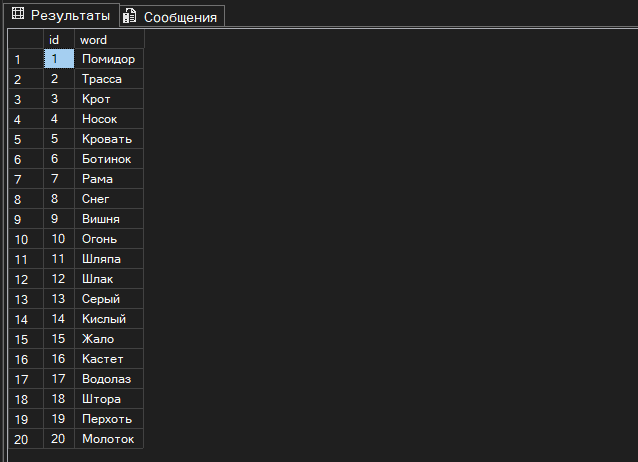 Результаты Сообщения
id word
1 1 Помидор
2 2 Трасса
3 3 Крот
4 4 Носок
5 5 Кровать
6 6 Ботинок
7 7 Рама
8 8 Снег
9 9 Вишня
10 10 Огонь
11 11 Шляпа
12 12 Шлак
13 13 Серый
14 14 Кислый
15 15 Жало
16 16 Кастет
17 17 Водолаз
18 18 Штора
19 19 Перхоть
20 20 Молоток